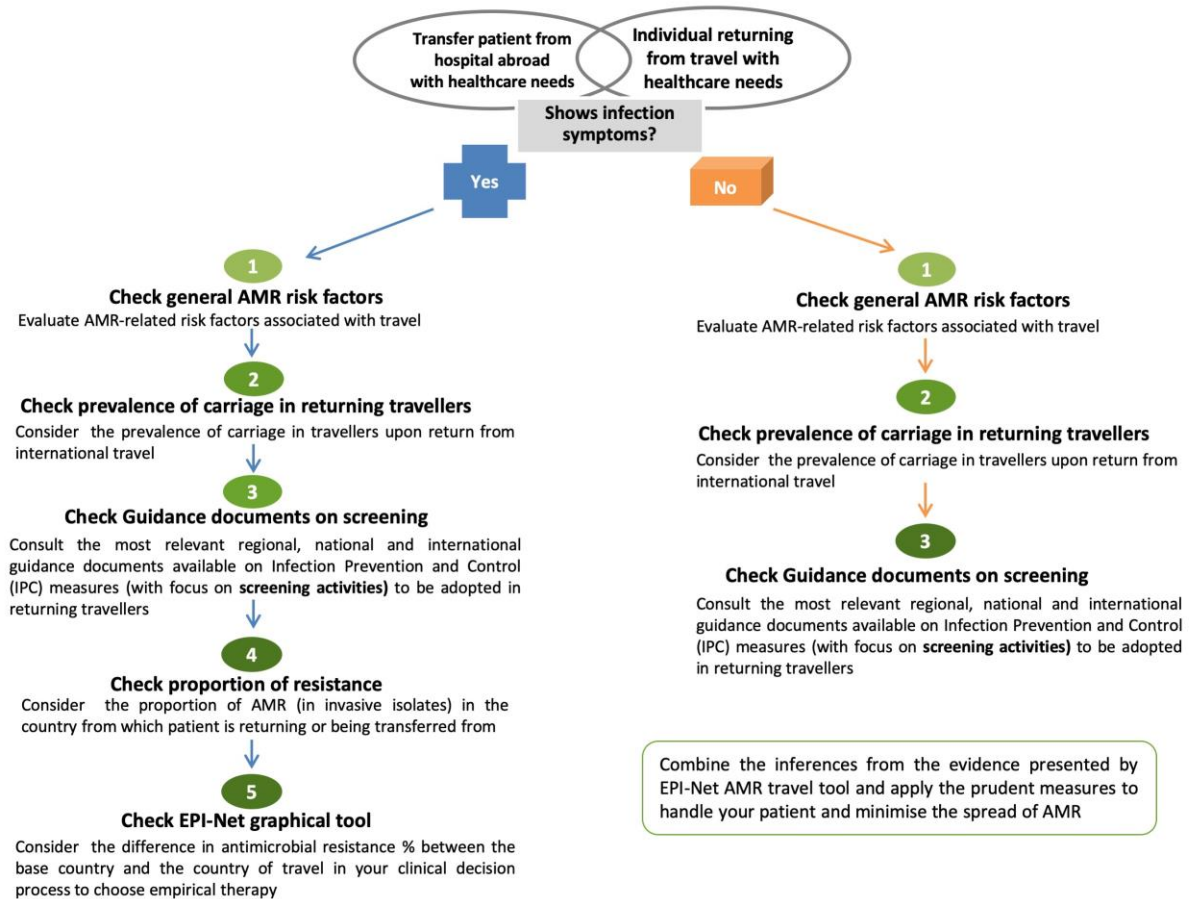 Transfer patient from
hospital abroad
with healthcare needs
Individual returning
from travel with
healthcare needs
Shows infection
symptoms?
Yes
No
1
Check general AMR risk factors
Evaluate AMR-related risk factors associated with travel
2
Check prevalence of carriage in returning travellers
Consider the prevalence of carriage in travellers upon return from
international travel
3
Check Guidance documents on screening
Consult the most relevant regional, national and international
guidance documents available on Infection Prevention and Control
(IPC) measures (with focus on screening activities) to be adopted in
returning travellers
4
Check proportion of resistance
Consider the proportion of AMR (in invasive isolates) in the
country from which patient is returning or being transferred from
5
Check EPI-Net graphical tool
Consider the difference in antimicrobial resistance % between the
base country and the country of travel in your clinical decision
process to choose empirical therapy
1
Check general AMR risk factors
Evaluate AMR-related risk factors associated with travel
2
Check prevalence of carriage in returning travellers
Consider the prevalence of carriage in travellers upon return from
international travel
3
Check Guidance documents on screening
Consult the most relevant regional, national and international
guidance documents available on Infection Prevention and Control
(IPC) measures (with focus on screening activities) to be adopted
in returning travellers
Combine the inferences from the evidence presented by
EPI-Net AMR travel tool and apply the prudent measures to
handle your patient and minimise the spread of AMR